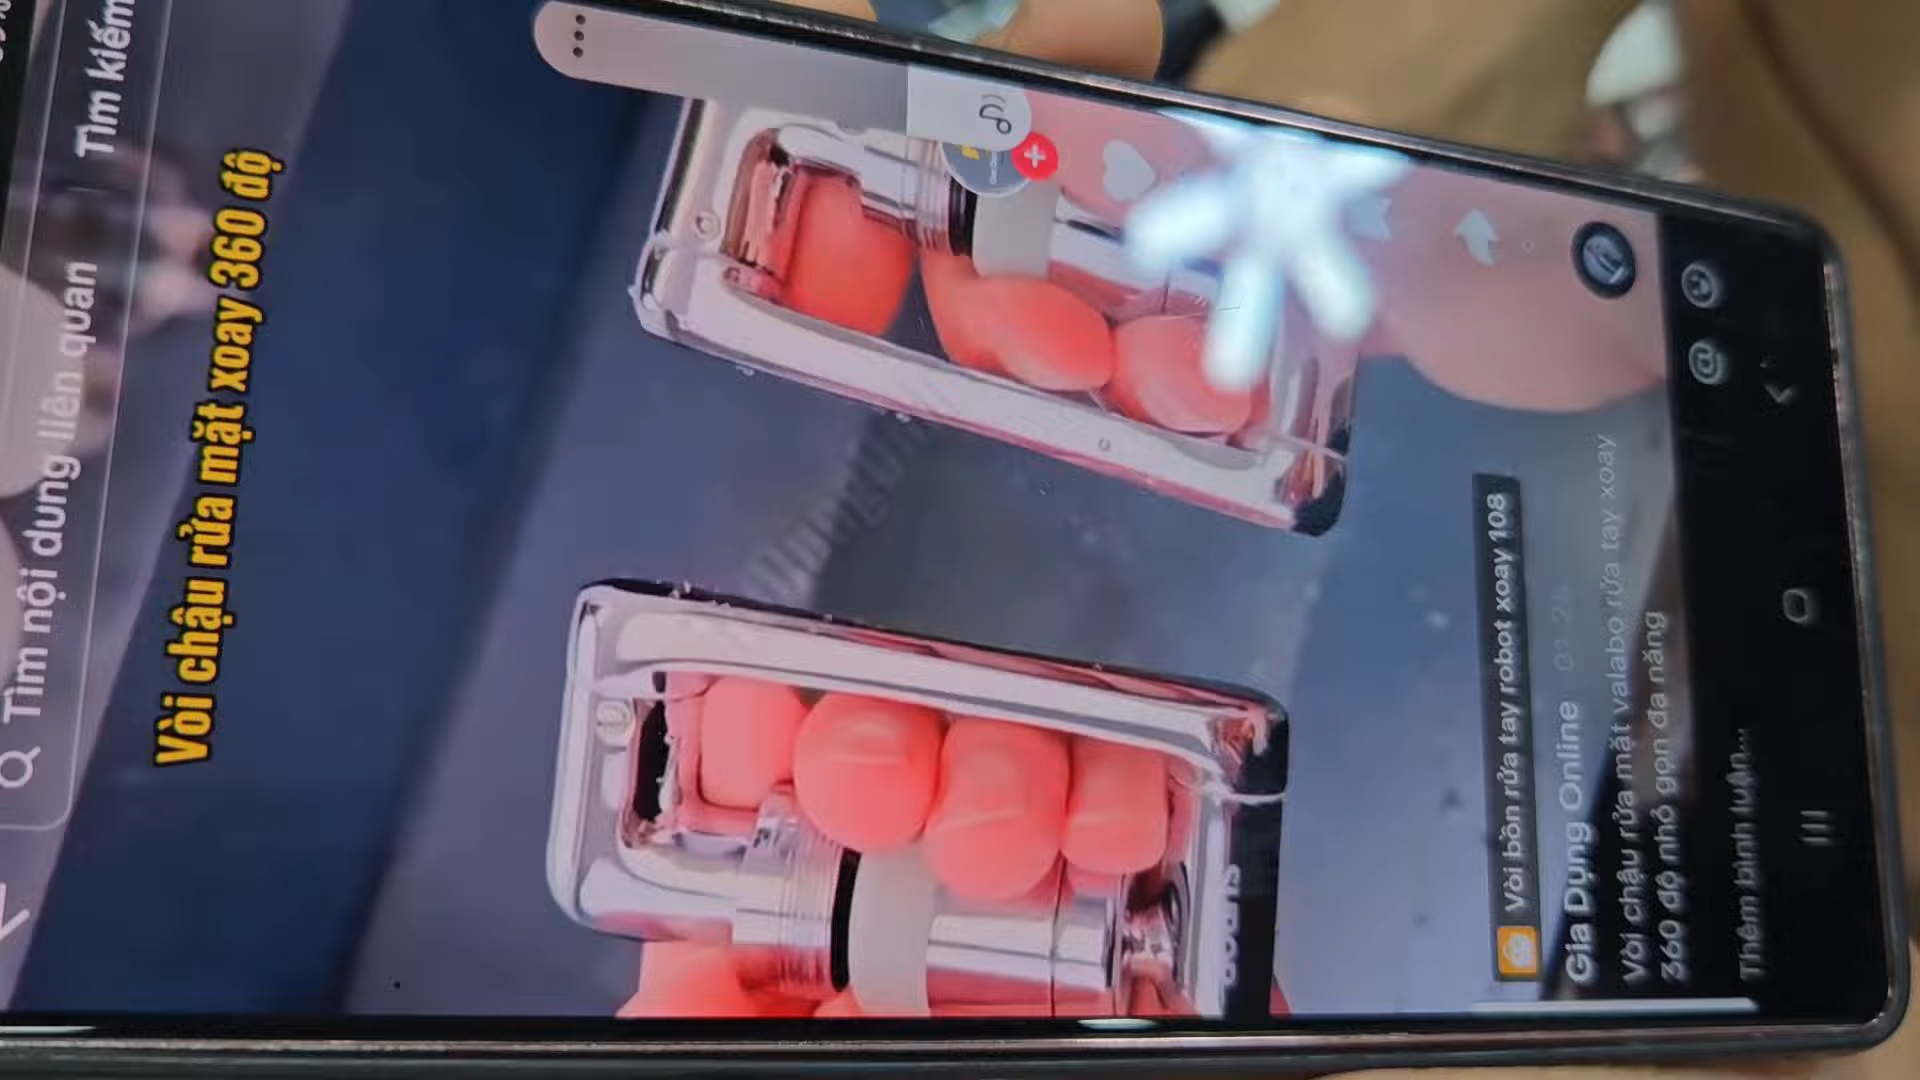 Tìm nội dung liên quan
Tìm kiếm
Vòi chậu rửa mặt xoay 360 độ
Vòi bồn rửa tay robot xoay 108
Gia Dụng Online
Vòi chậu rửa mặt valabo rửa tay xoay
360 độ nhỏ gọn đa năng
Thêm bình luận...